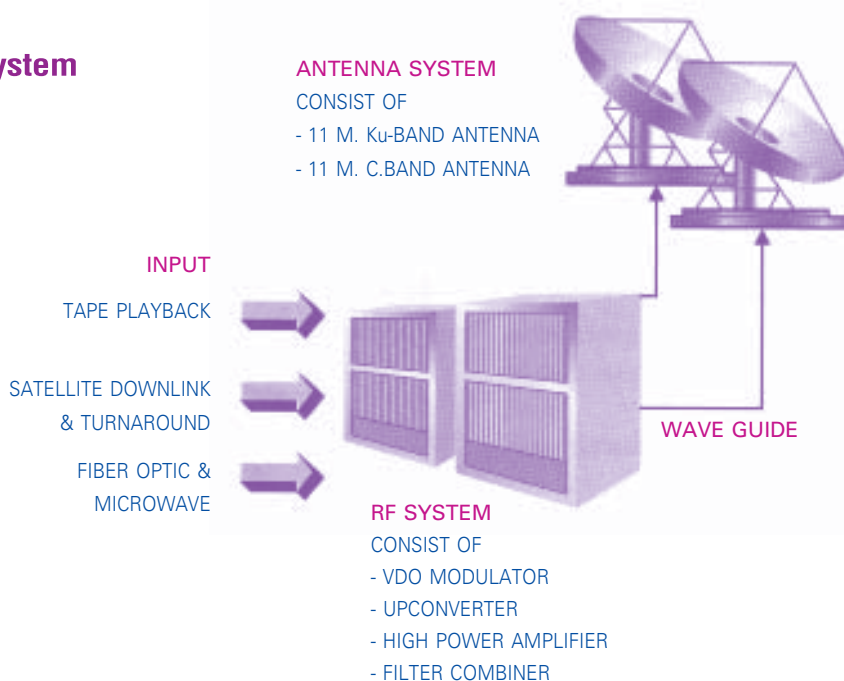 ANTENNA SYSTEM
CONSIST OF
- 11 M. Ku-BAND ANTENNA
- 11 M. C.BAND ANTENNA
INPUT
TAPE PLAYBACK
SATELLITE DOWNLINK
& TURNAROUND
FIBER OPTIC &
MICROWAVE
WAVE GUIDE
RF SYSTEM
CONSIST OF
- VDO MODULATOR
- UPCONVERTER
- HIGH POWER AMPLIFIER
- FILTER COMBINER